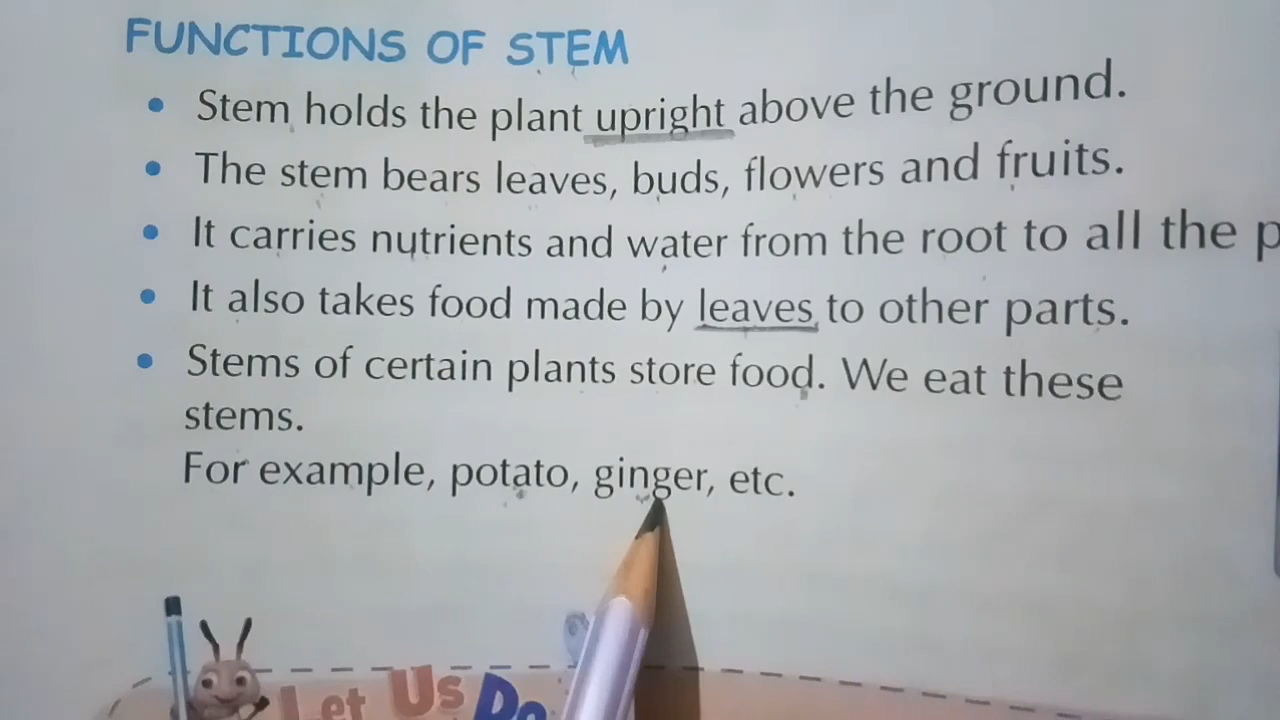 FUNCTIONS OF STEM
• Stem holds the plant upright above the ground.
• The stem bears leaves, buds, flowers and fruits.
• It carries nutrients and water from the root to all the p
• It also takes food made by leaves to other parts.
• Stems of certain plants store food. We eat these
stems.
For example, potato, ginger, etc.
Let Us Do